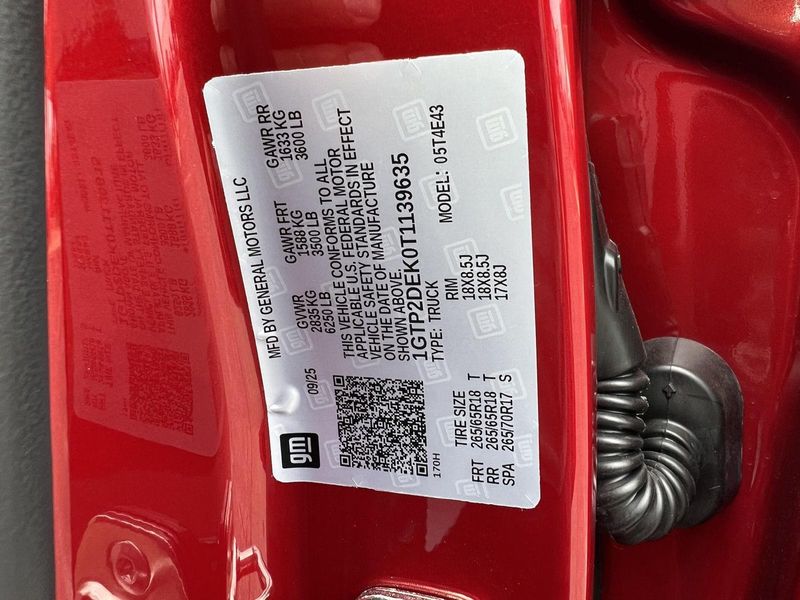 gm
09/25
MFD BY GENERAL MOTORS LLC
GVWR GAWR FRT GAWR RR
2835 KG 1588 KG 1633 KG
6250 LB 3500 LB 3600 LB
THIS VEHICLE CONFORMS TO ALL
APPLICABLE U.S. FEDERAL MOTOR
VEHICLE SAFETY STANDARDS IN EFFECT
ON THE DATE OF MANUFACTURE
SHOWN ABOVE.
1GTP2DEK0T1139635
TYPE: TRUCK MODEL: 05T4E43
170H
TIRE SIZE RIM
FRT 265/65R18 T 18X8.5J
RR 265/65R18 T 18X8.5J
SPA 265/70R17 S 17X8J